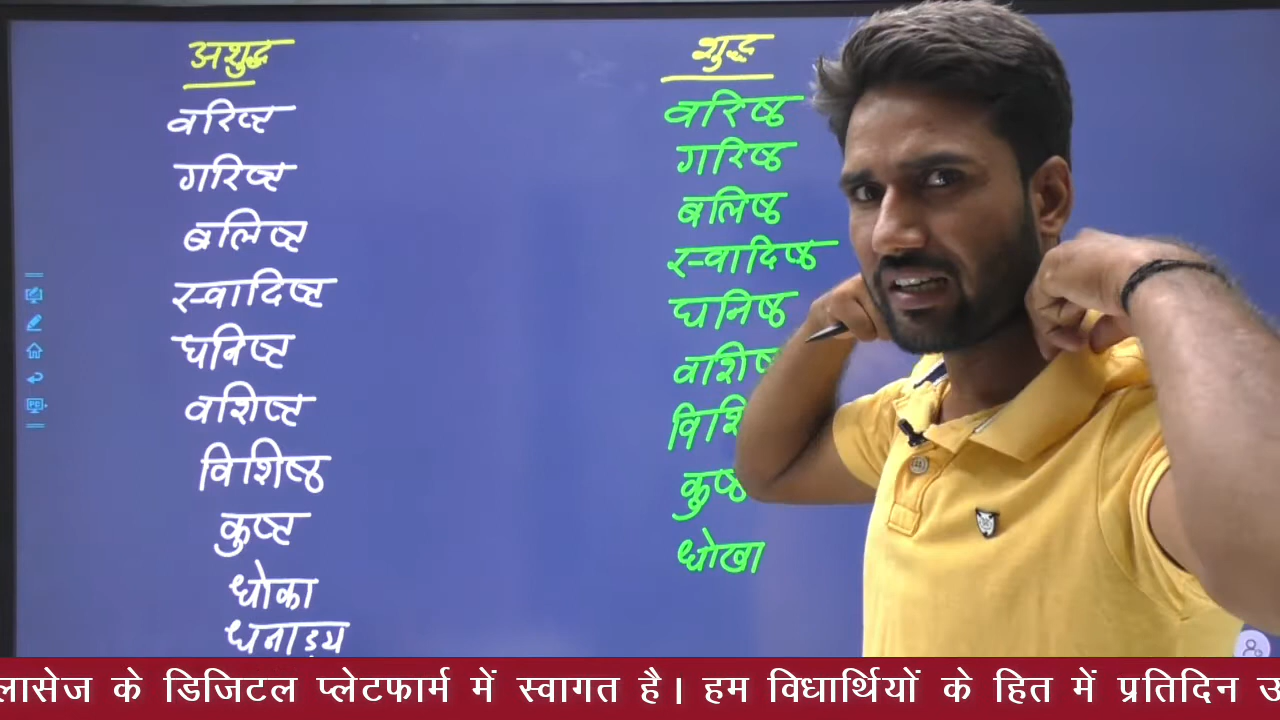 अशुद्ध
शुद्ध
वरिष्ट
वरिष्ठ
गरिष्ट
गरिष्ठ
बलिष्ट
बलिष्ठ
स्वादिष्ट
स्वादिष्ठ
घनिष्ट
घनिष्ठ
वशिष्ट
विशिष्ठ
कुष्ट
कुष्ठ
धोका
धोखा
धनाड्य
लासेज के डिजिटल प्लेटफार्म में स्वागत है। हम विधार्थियों के हित में प्रतिदिन उ